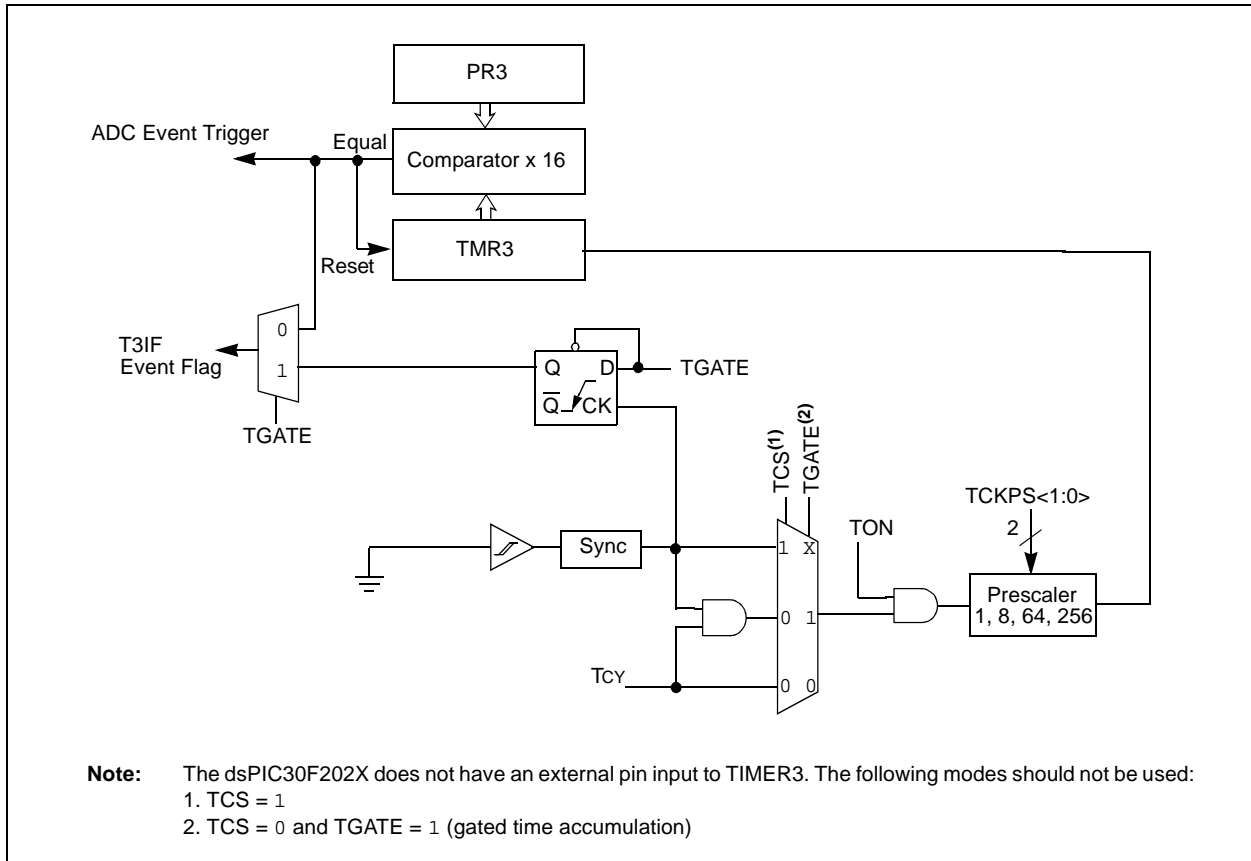 PR3
ADC Event Trigger
Equal
Comparator x 16
TMR3
Reset
0
1
T3IF
Event Flag
TGATE
Q D
Q CK
TGATE
TCS(1)
TGATE(2)
TCKPS<1:0>
2
TON
Sync
1 X
Prescaler
1, 8, 64, 256
0 1
TCY
0 0
Note: The dsPIC30F202X does not have an external pin input to TIMER3. The following modes should not be used:
1. TCS = 1
2. TCS = 0 and TGATE = 1 (gated time accumulation)